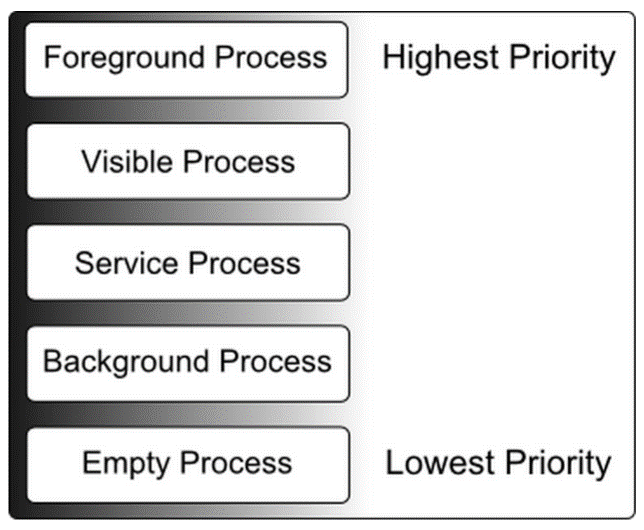 Foreground Process
Highest Priority
Visible Process
Service Process
Background Process
Empty Process
Lowest Priority